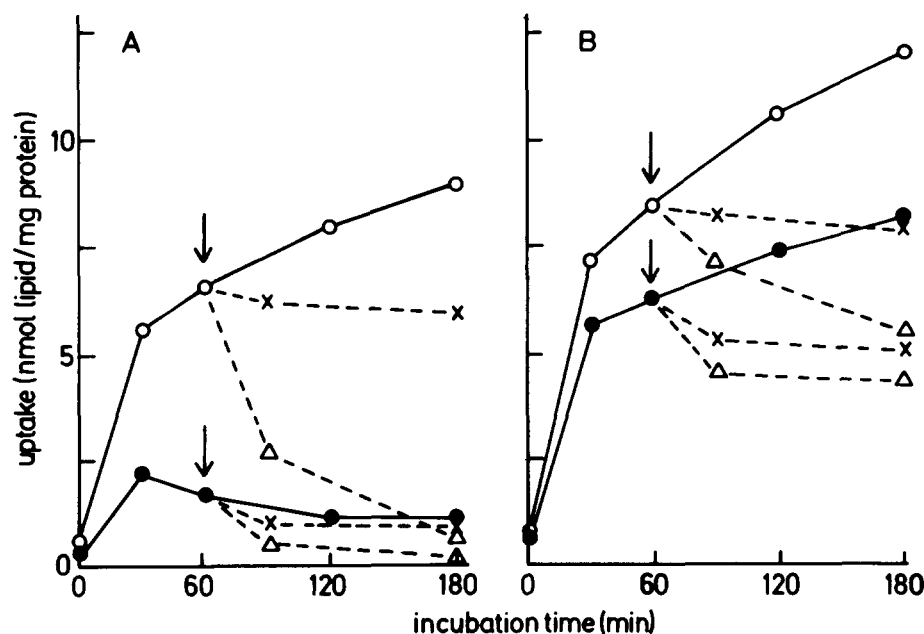 A
B
uptake (nmol lipid/mg protein)
10
5
0
0 60 120 180
0 60 120 180
incubation time (min)